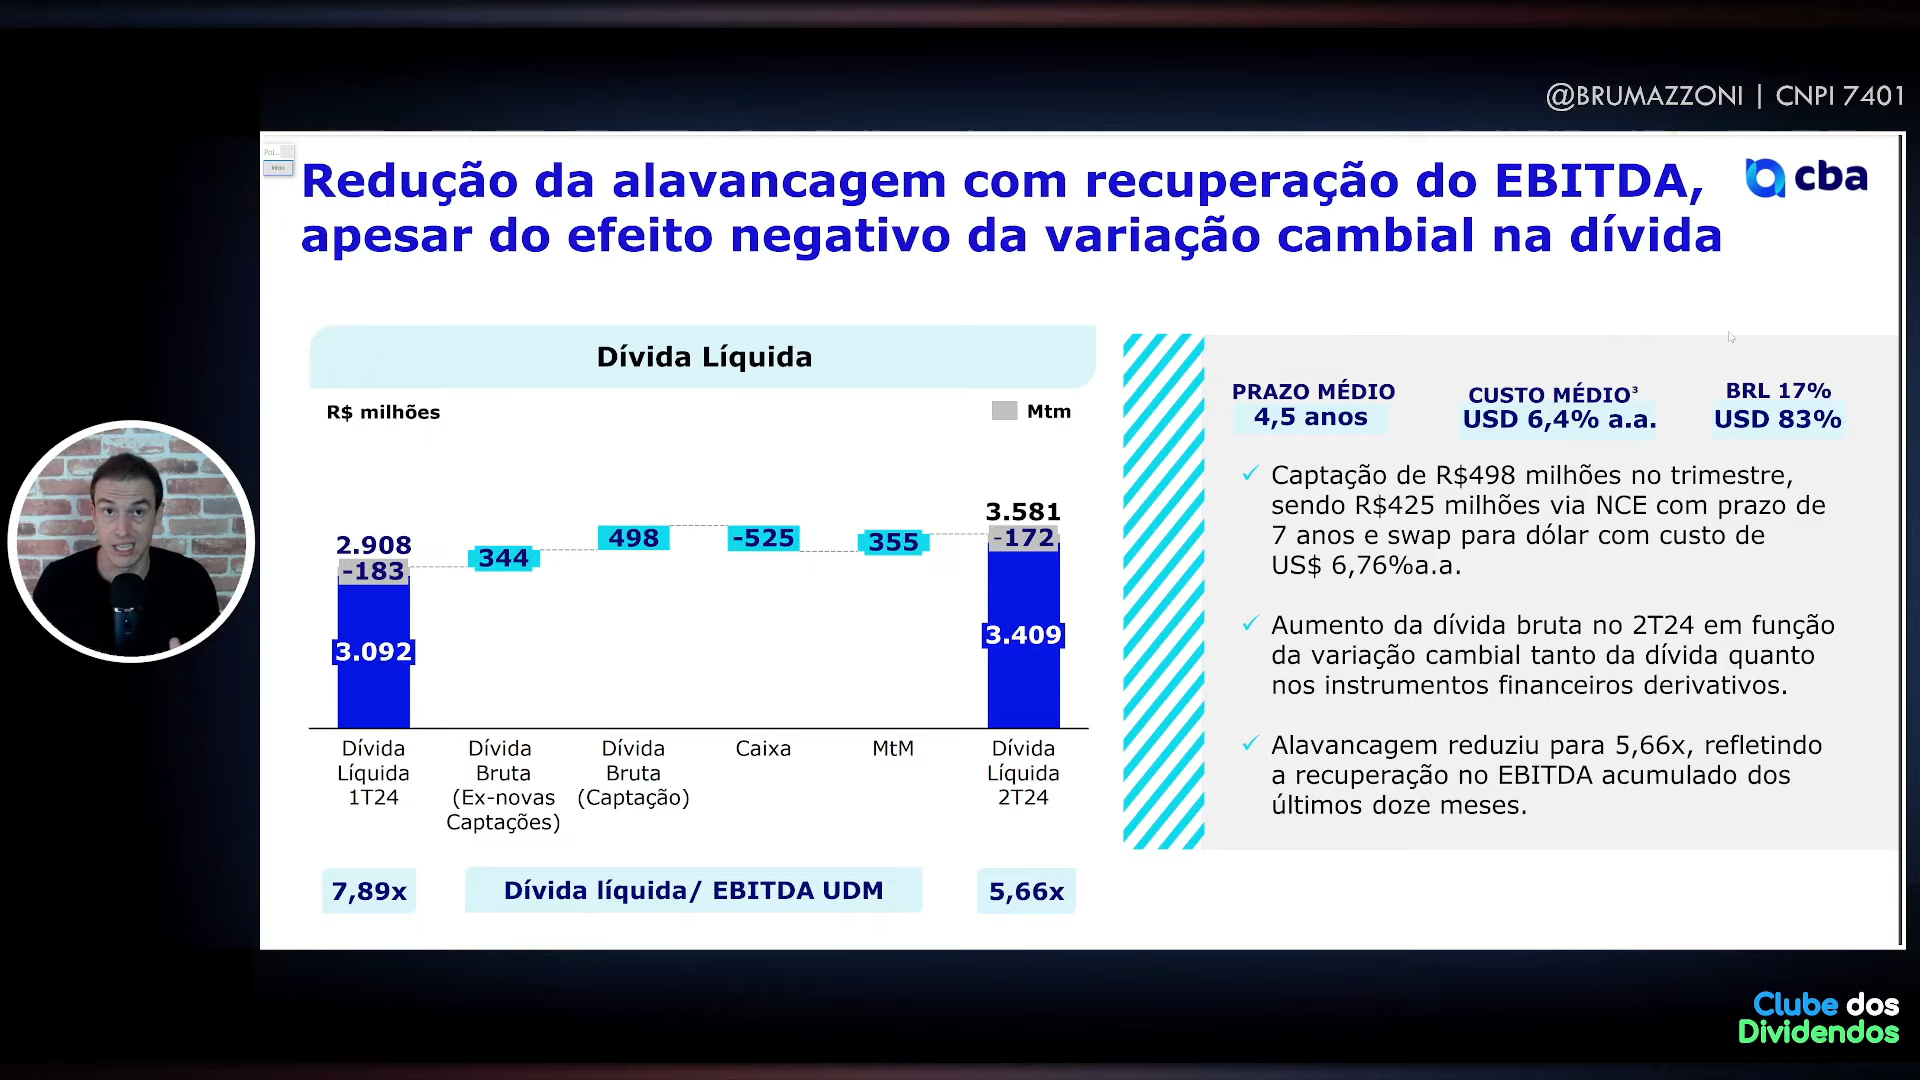 @BRUMAZZONI | CNPI 7401
Redução da alavancagem com recuperação do EBITDA,
apesar do efeito negativo da variação cambial na dívida
cba
Dívida Líquida
R$ milhões
Mtm
2.908
-183
3.092
344
498
-525
355
3.581
-172
3.409
Dívida Líquida 1T24
Dívida Bruta (Ex-novas Captações)
Dívida Bruta (Captação)
Caixa
MtM
Dívida Líquida 2T24
7,89x
Dívida líquida/ EBITDA UDM
5,66x
PRAZO MÉDIO
4,5 anos
CUSTO MÉDIO³
USD 6,4% a.a.
BRL 17%
USD 83%
Captação de R$498 milhões no trimestre,
sendo R$425 milhões via NCE com prazo de
7 anos e swap para dólar com custo de
US$ 6,76%a.a.
Aumento da dívida bruta no 2T24 em função
da variação cambial tanto da dívida quanto
nos instrumentos financeiros derivativos.
Alavancagem reduziu para 5,66x, refletindo
a recuperação no EBITDA acumulado dos
últimos doze meses.
Clube dos
Dividendos